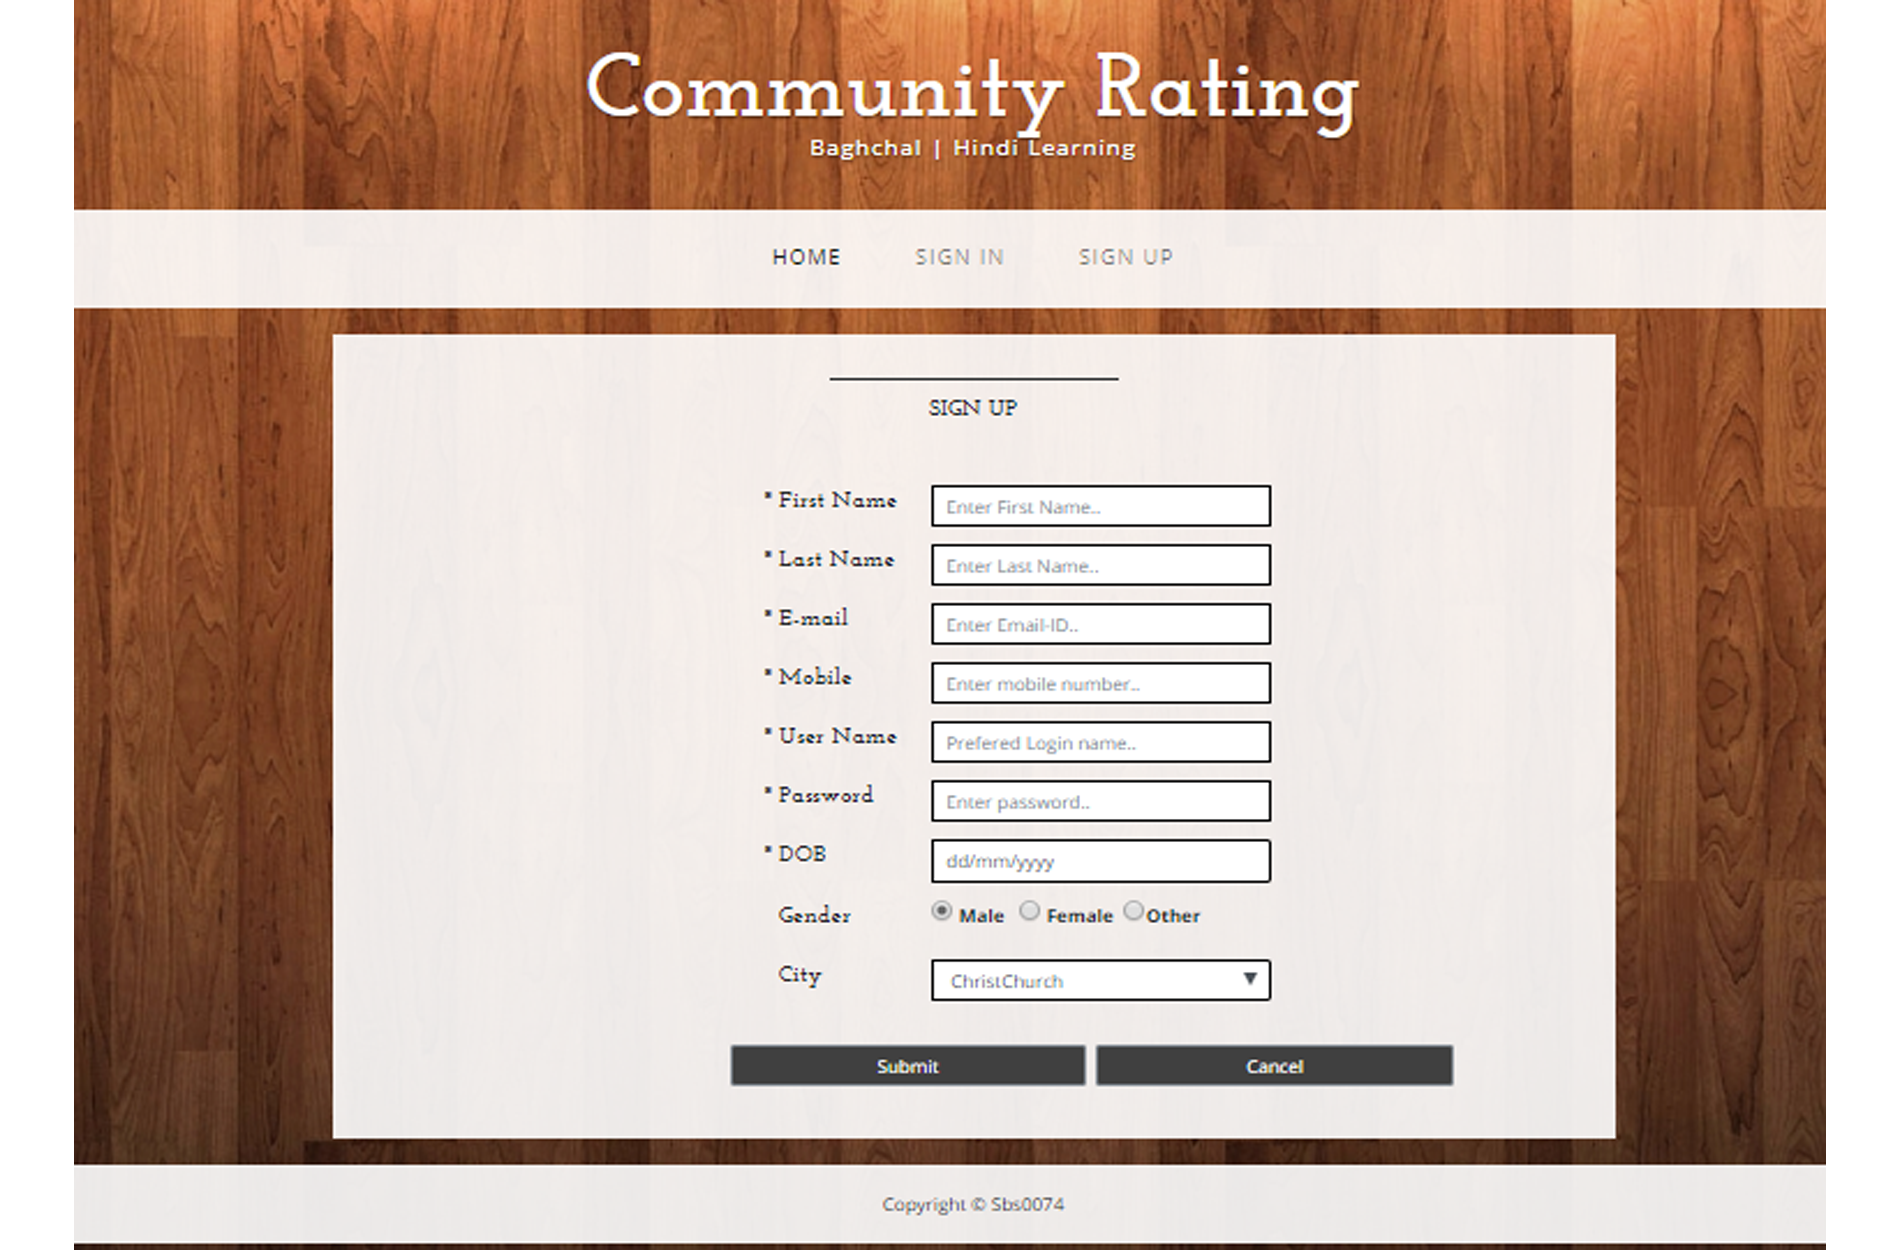 Community Rating
Baghchal | Hindi Learning
HOME SIGN IN SIGN UP
SIGN UP
* First Name Enter First Name..
* Last Name Enter Last Name..
* E-mail Enter Email-ID..
* Mobile Enter mobile number..
* User Name Prefered Login name..
* Password Enter password..
* DOB dd/mm/yyyy
Gender Male Female Other
City ChristChurch
Submit Cancel
Copyright © Sbs0074